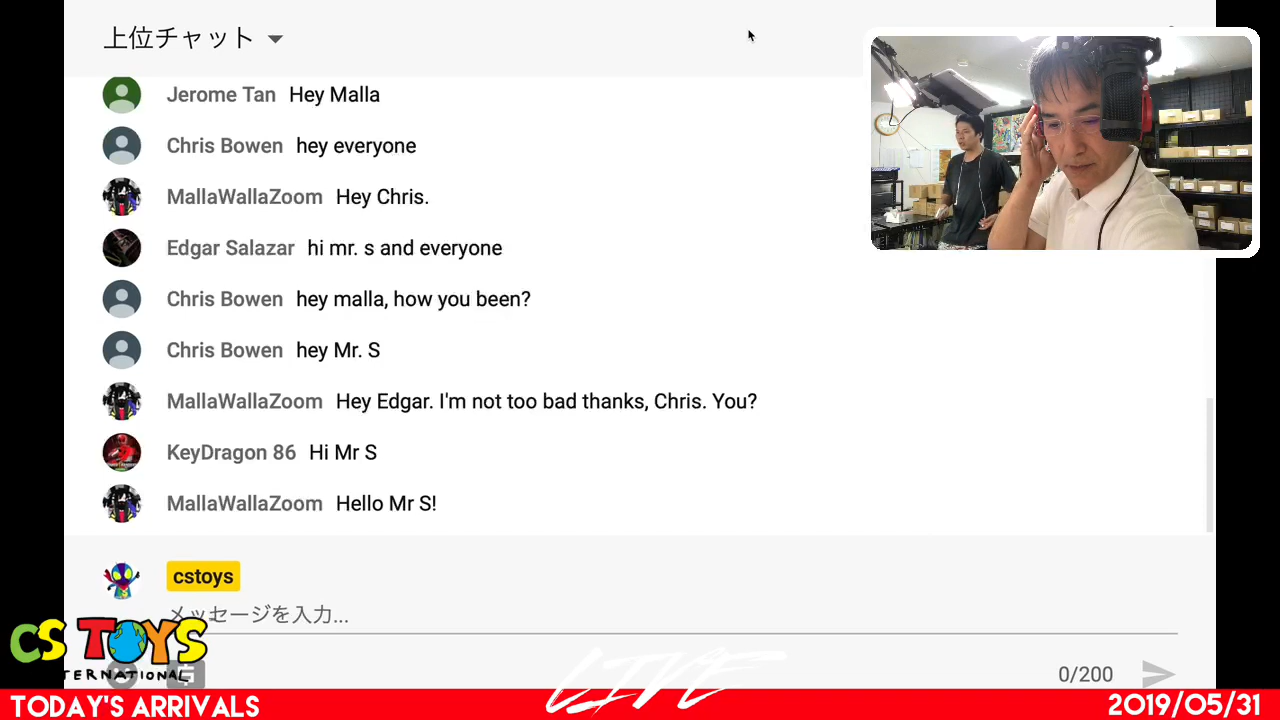 上位チャット
Jerome Tan Hey Malla
Chris Bowen hey everyone
MallaWallaZoom Hey Chris.
Edgar Salazar hi mr. s and everyone
Chris Bowen hey malla, how you been?
Chris Bowen hey Mr. S
MallaWallaZoom Hey Edgar. I'm not too bad thanks, Chris. You?
KeyDragon 86 Hi Mr S
MallaWallaZoom Hello Mr S!
cstoys
メッセージを入力...
CS TOYS
TERNATIONAL
0/200
LIVE
TODAY'S ARRIVALS
2019/05/31